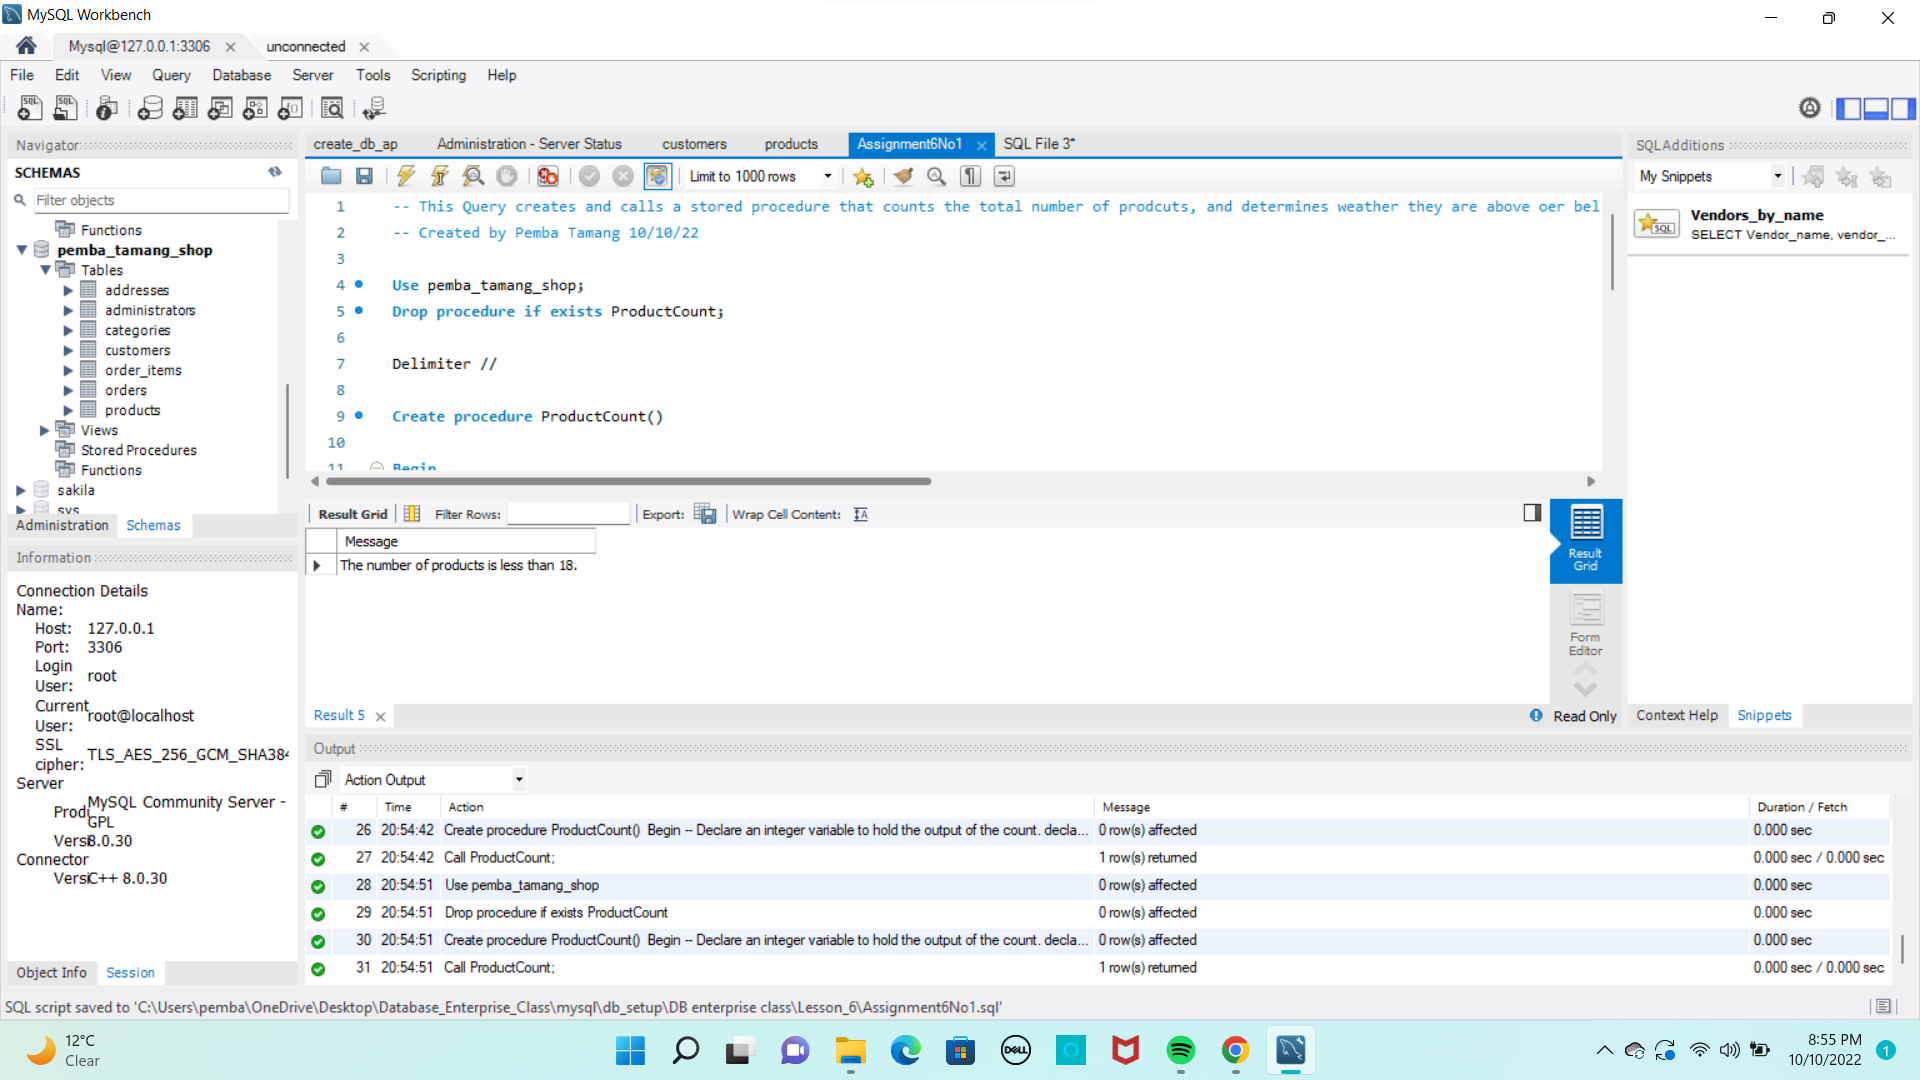 MySQL Workbench
Mysql@127.0.0.1:3306
unconnected
File Edit View Query Database Server Tools Scripting Help
Navigator
SCHEMAS
Filter objects
Functions
pemba_tamang_shop
Tables
addresses
administrators
categories
customers
order_items
orders
products
Views
Stored Procedures
Functions
sakila
sys
Administration Schemas
Information
Connection Details
Name:
Host: 127.0.0.1
Port: 3306
Login User: root
Current User: root@localhost
SSL cipher: TLS_AES_256_GCM_SHA384
Server
MySQL Community Server - GPL
8.0.30
Connector
C++ 8.0.30
Object Info Session
create_db_ap Administration - Server Status customers products Assignment6No1 SQL File 3*
Limit to 1000 rows
1 -- This Query creates and calls a stored procedure that counts the total number of prodcuts, and determines weather they are above oer bel
2 -- Created by Pemba Tamang 10/10/22
3
4 Use pemba_tamang_shop;
5 Drop procedure if exists ProductCount;
6
7 Delimiter //
8
9 Create procedure ProductCount()
10
11 Begin
Result Grid Filter Rows: Export: Wrap Cell Content:
Message
The number of products is less than 18.
Result Grid
Form Editor
Result 5
Read Only
SQLAdditions
My Snippets
SQL
Vendors_by_name
SELECT Vendor_name, vendor_...
Context Help Snippets
Output
Action Output
# Time Action Message Duration / Fetch
26 20:54:42 Create procedure ProductCount() Begin -- Declare an integer variable to hold the output of the count. decla... 0 row(s) affected 0.000 sec
27 20:54:42 Call ProductCount; 1 row(s) returned 0.000 sec / 0.000 sec
28 20:54:51 Use pemba_tamang_shop 0 row(s) affected 0.000 sec
29 20:54:51 Drop procedure if exists ProductCount 0 row(s) affected 0.000 sec
30 20:54:51 Create procedure ProductCount() Begin -- Declare an integer variable to hold the output of the count. decla... 0 row(s) affected 0.000 sec
31 20:54:51 Call ProductCount; 1 row(s) returned 0.000 sec / 0.000 sec
SQL script saved to 'C:\Users\pemba\OneDrive\Desktop\Database_Enterprise_Class\mysql\db_setup\DB enterprise class\Lesson_6\Assignment6No1.sql'
12°C
Clear
DELL
8:55 PM
10/10/2022
1